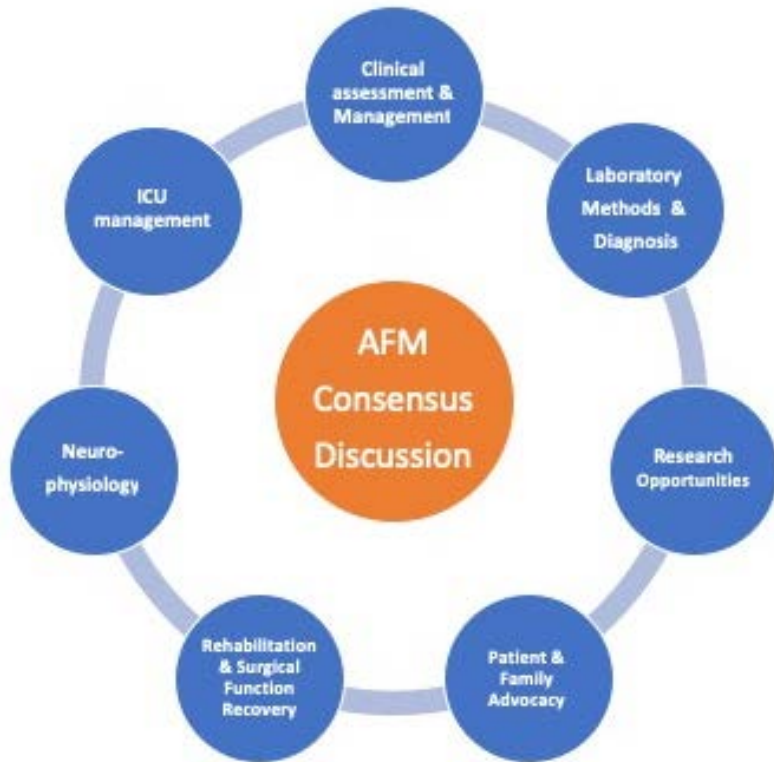 Clinical
assessment &
Management
Laboratory
Methods &
Diagnosis
Research
Opportunities
Patient &
Family
Advocacy
Rehabilitation
& Surgical
Function
Recovery
Neuro-
physiology
ICU
management
AFM
Consensus
Discussion